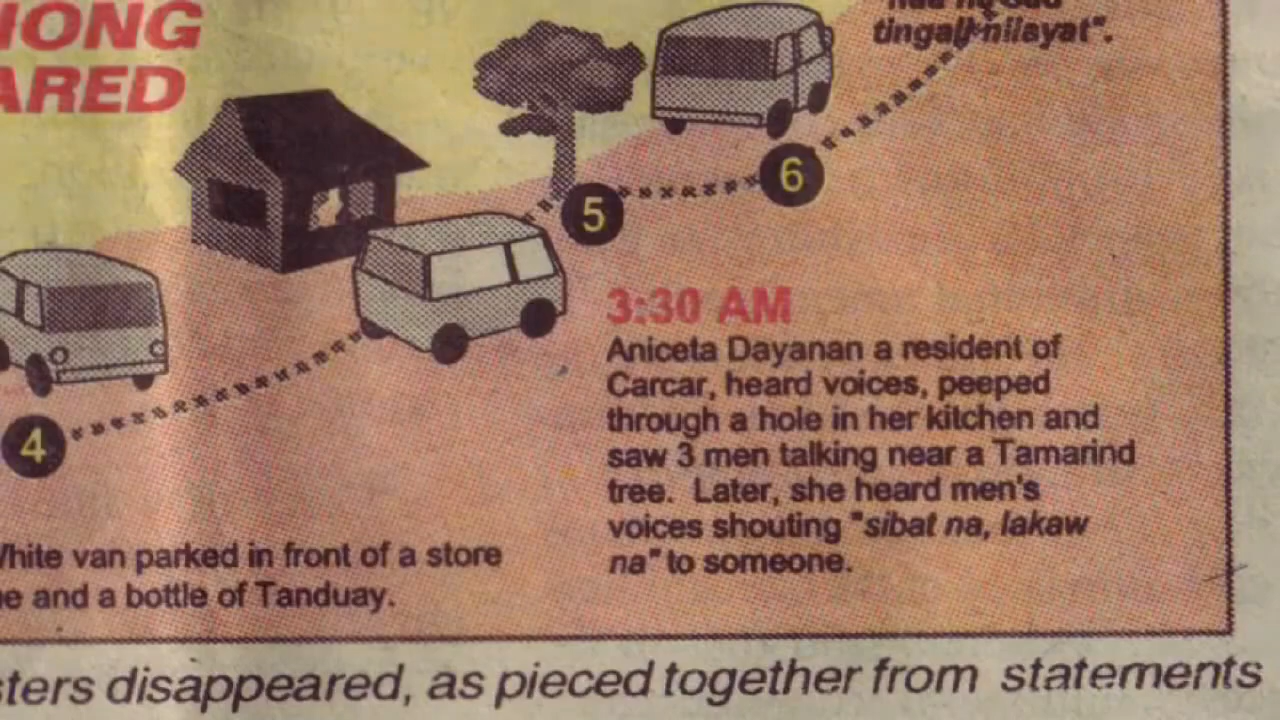 IONG
ARED
tingali nilayat".
5
6
4
3:30 AM
Aniceta Dayanan a resident of
Carcar, heard voices, peeped
through a hole in her kitchen and
saw 3 men talking near a Tamarind
tree. Later, she heard men's
voices shouting "sibat na, lakaw
na" to someone.
White van parked in front of a store
e and a bottle of Tanduay.
sters disappeared, as pieced together from statements